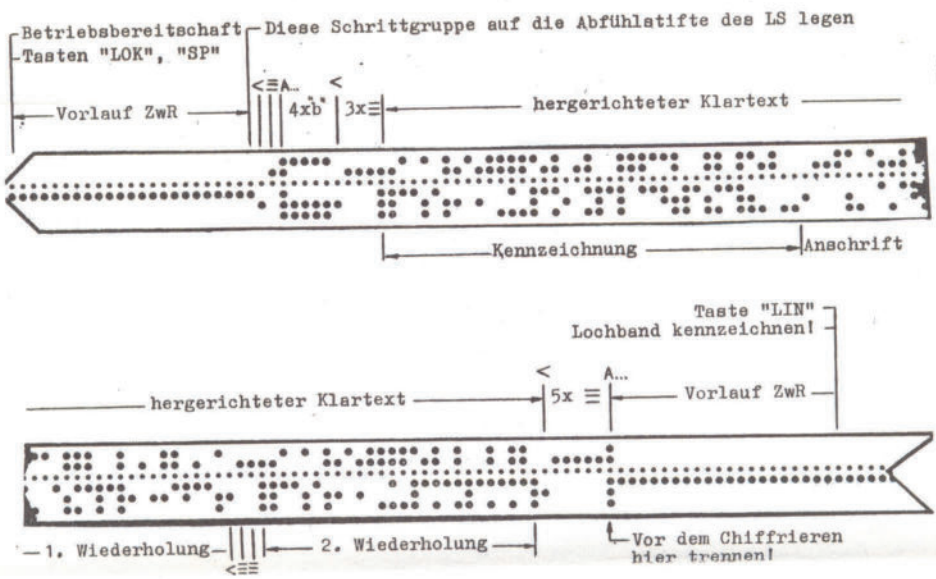 Betriebsbereitschaft
Diese Schrittgruppe auf die Abfühlstifte des LS legen
Tasten "LOK", "SP"
< ≡ A... <
Vorlauf ZwR
4x"b"
3x≡
hergerichteter Klartext
Kennzeichnung
Anschrift
Taste "LIN"
Lochband kennzeichnen!
< A...
hergerichteter Klartext
5x ≡
Vorlauf ZwR
1. Wiederholung
2. Wiederholung
<≡≡
Vor dem Chiffrieren
hier trennen!